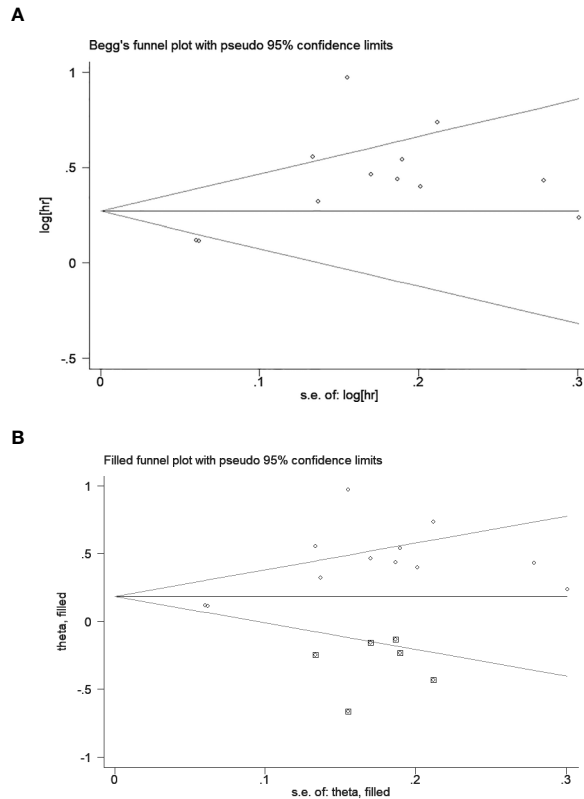 A
Begg's funnel plot with pseudo 95% confidence limits
1
.5
0
-.5
log[hr]
0
.1
.2
.3
s.e. of: log[hr]
B
Filled funnel plot with pseudo 95% confidence limits
1
.5
0
-.5
-1
theta, filled
0
.1
.2
.3
s.e. of: theta, filled